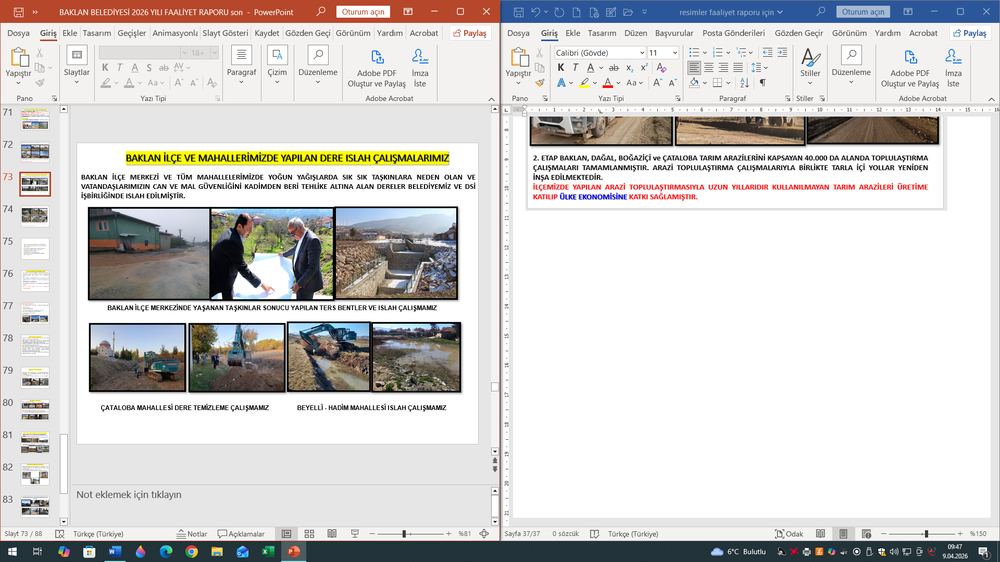 BAKLAN BELEDİYESİ 2026 YILI FAALİYET RAPORU son - PowerPoint
Oturum açın
Dosya Giriş Ekle Tasarım Geçişler Animasyonla Slayt Gösteri Kaydet Gözden Geçi Görünüm Yardım Acrobat Paylaş
Yapıştır
Slaytlar
18+
K T A S ab AV
A Aa A A A
Paragraf
Çizim
Düzenleme
Adobe PDF
Oluştur ve Paylaş
İmza
İste
Pano
Yazı Tipi
Adobe Acrobat
71
72
73
74
75
76
77
78
79
80
81
82
83
BAKLAN İLÇE VE MAHALLERİMİZDE YAPILAN DERE ISLAH ÇALIŞMALARIMIZ
BAKLAN İLÇE MERKEZİ VE TÜM MAHALLELERİMİZDE YOĞUN YAĞIŞLARDA SIK SIK TAŞKINLARA NEDEN OLAN VE
VATANDAŞLARIMIZIN CAN VE MAL GÜVENLİĞİNİ KADİMDEN BERİ TEHLİKE ALTINA ALAN DERELER BELEDİYEMİZ VE DSİ
İŞBİRLİĞİNDE ISLAH EDİLMİŞTİR.
BAKLAN İLÇE MERKEZİNDE YAŞANAN TAŞKINLAR SONUCU YAPILAN TERS BENTLER VE ISLAH ÇALIŞMAMIZ
ÇATALOBA MAHALLESİ DERE TEMİZLEME ÇALIŞMAMIZ
BEYELLİ - HADİM MAHALLESİ ISLAH ÇALIŞMAMIZ
Not eklemek için tıklayın
Slayt 73 / 88
Türkçe (Türkiye)
Notlar
Açıklamalar
%81
resimler faaliyet raporu için
Oturum açın
Dosya Giriş Ekle Tasarım Düzen Başvurular Posta Gönderileri Gözden Geçir Görünüm Yardım Acrobat Paylaş
Yapıştır
Calibri (Gövde)
11
K T A ab x₂ x² A
A A Aa A A
Stiller
Düzenleme
Adobe PDF
Oluştur ve Paylaş
İmza
İste
Pano
Yazı Tipi
Paragraf
Stiller
Adobe Acrobat
1 2 3 4 5 6 7 8 9 10 11 12 13 14 15 16
8
9
10
11
12
13
14
15
16
17
18
19
20
21
2. ETAP BAKLAN, DAĞAL, BOĞAZİÇİ ve ÇATALOBA TARIM ARAZİLERİNİ KAPSAYAN 40.000 DA ALANDA TOPLULAŞTIRMA
ÇALIŞMALARI TAMAMLANMIŞTIR. ARAZİ TOPLULAŞTIRMA ÇALIŞMALARIYLA BİRLİKTE TARLA İÇİ YOLLAR YENİDEN
İNŞA EDİLMEKTEDİR.
İLÇEMİZDE YAPILAN ARAZİ TOPLULAŞTIRMASIYLA UZUN YILLARIDIR KULLANILMAYAN TARIM ARAZİLERİ ÜRETİME
KATILIP ÜLKE EKONOMİSİNE KATKI SAĞLAMIŞTIR.
Sayfa 37/37
0 sözcük
Türkçe (Türkiye)
Odak
%150
6°C Bulutlu
09:47
9.04.2026
1